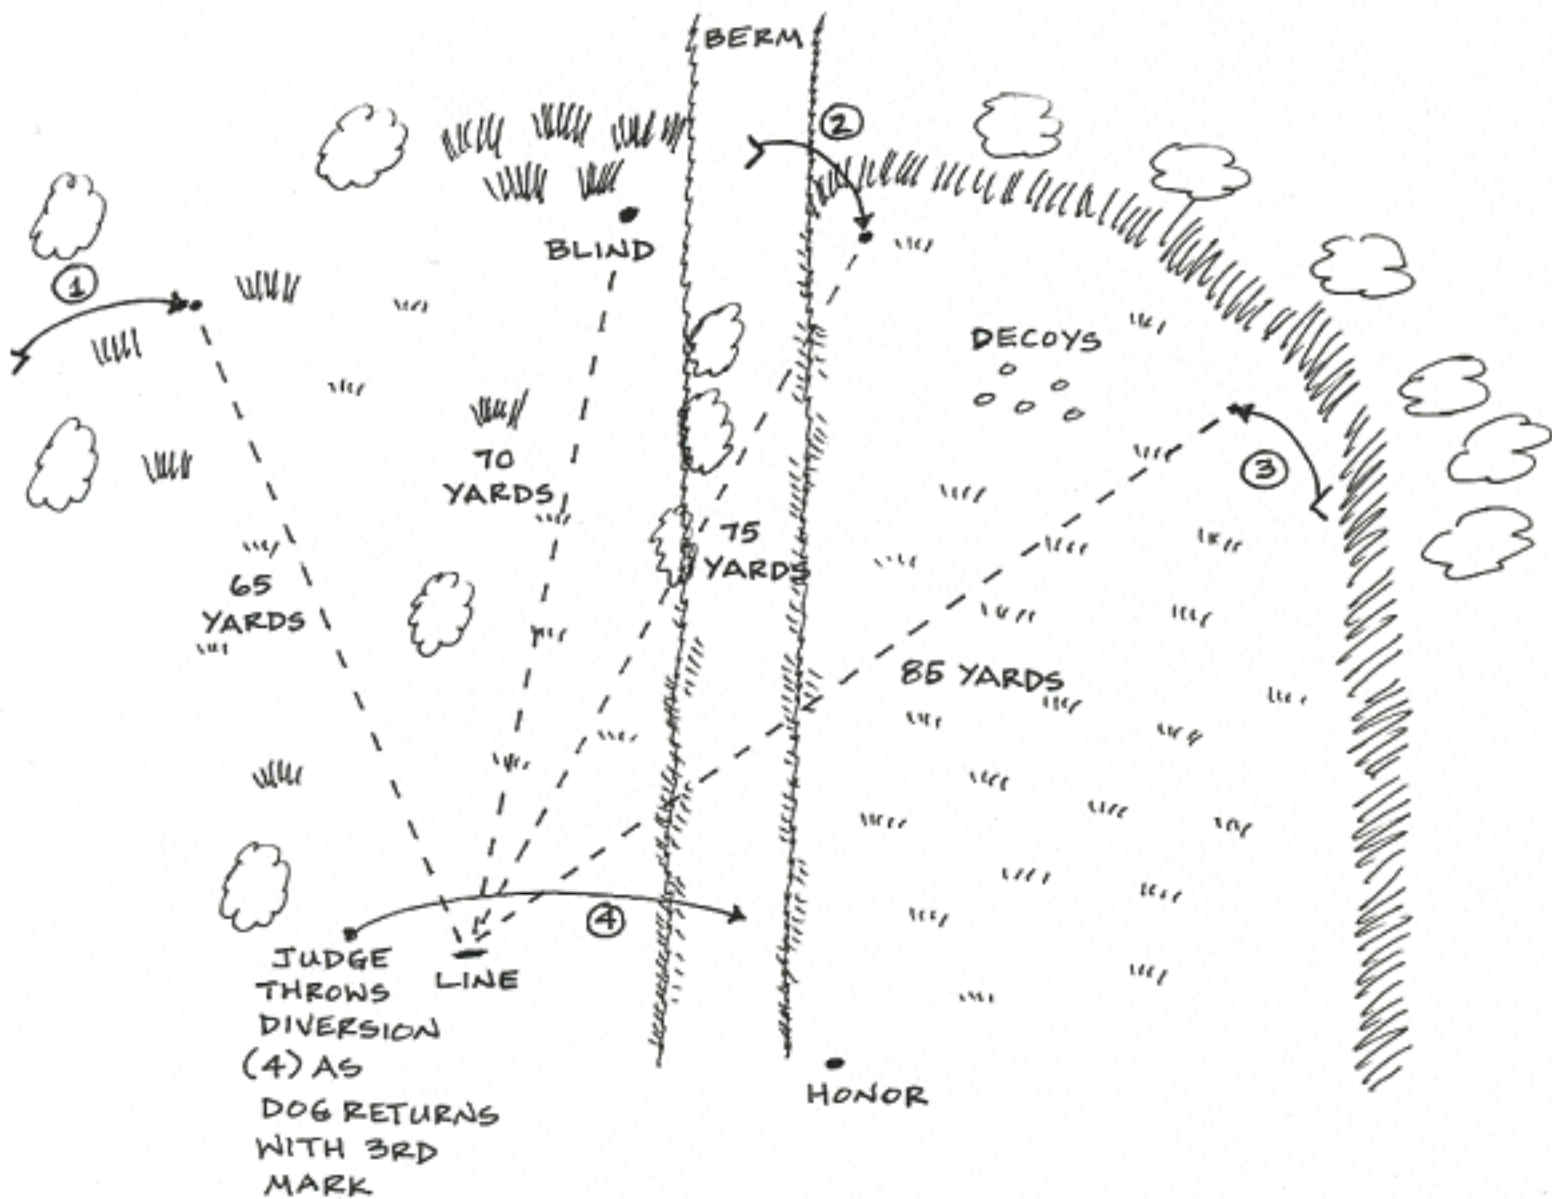 BERM
2
1
BLIND
DECOYS
3
70
YARDS
75
YARDS
65
YARDS
85 YARDS
4
JUDGE
THROWS
DIVERSION
(4) AS
DOG RETURNS
WITH 3RD
MARK
LINE
HONOR